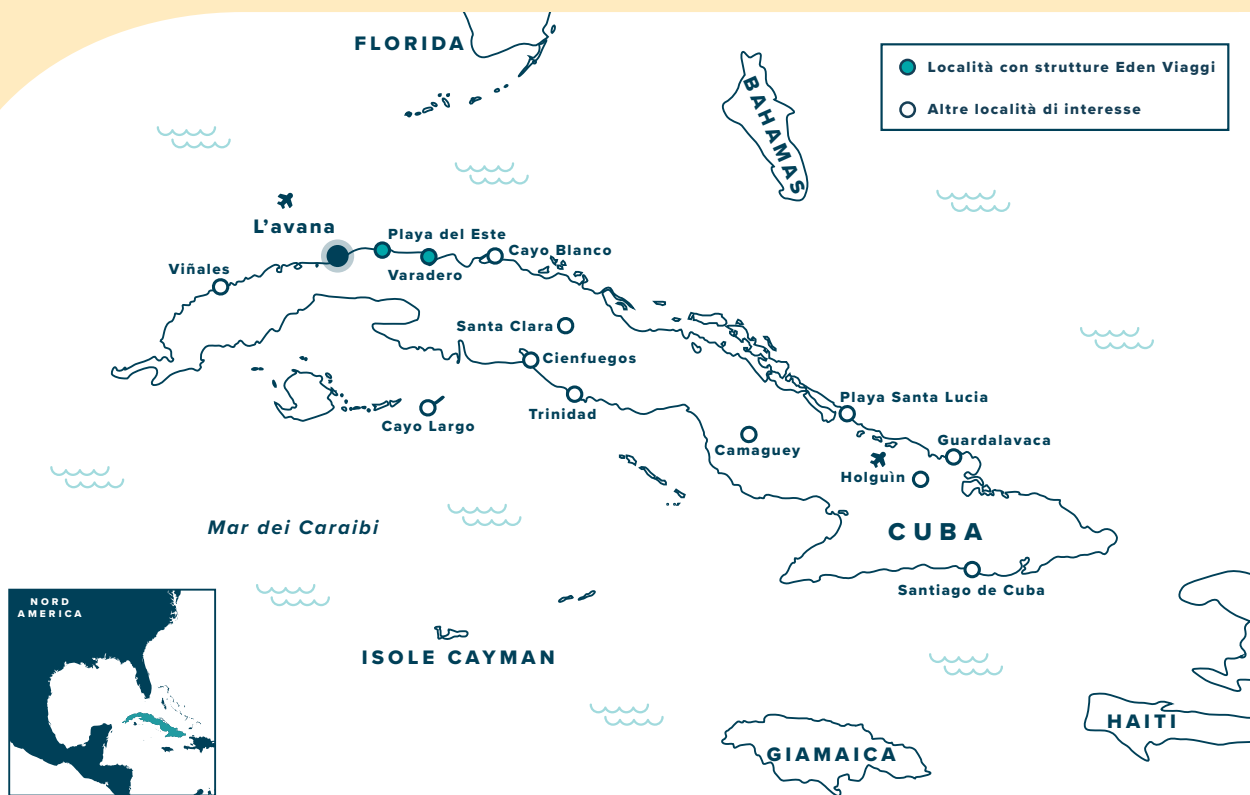 FLORIDA
Località con strutture Eden Viaggi
BAHAMAS
Altre località di interesse
L'avana
Playa del Este
Cayo Blanco
Viñales
Varadero
Santa Clara
Cienfuegos
Playa Santa Lucia
Trinidad
Cayo Largo
Guardalavaca
Camaguey
Holguìn
Mar dei Caraibi
CUBA
Santiago de Cuba
NORD
AMERICA
ISOLE CAYMAN
HAITI
GIAMAICA